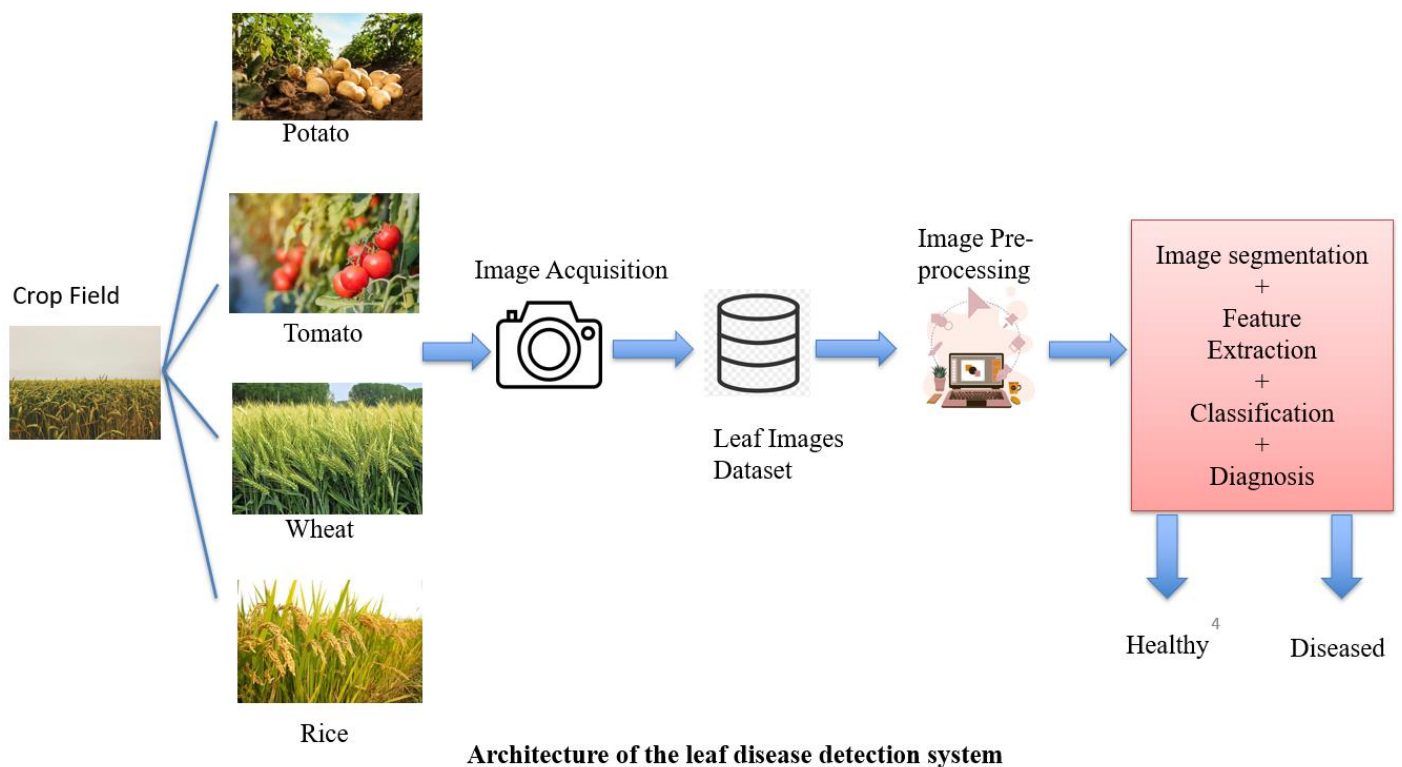 Crop Field
Potato
Tomato
Wheat
Rice
Image Acquisition
Leaf Images
Dataset
Image Pre-
processing
Image segmentation
+
Feature
Extraction
+
Classification
+
Diagnosis
Healthy
4
Diseased
Architecture of the leaf disease detection system